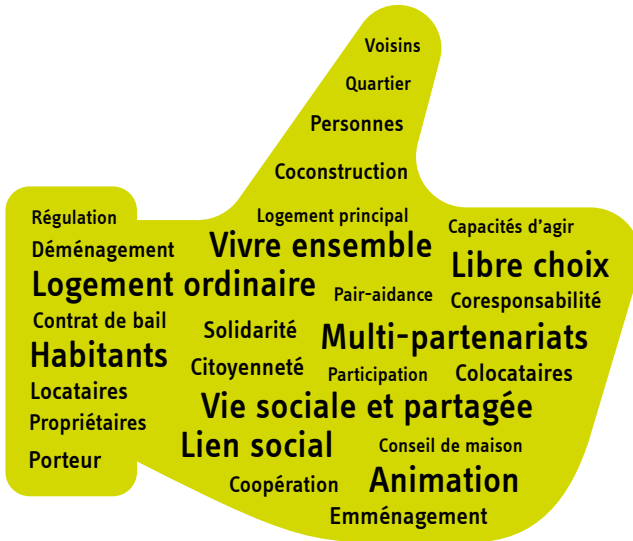 Voisins
Quartier
Personnes
Coconstruction
Logement principal
Régulation
Capacités d'agir
Déménagement
Vivre ensemble
Libre choix
Logement ordinaire
Pair-aidance
Coresponsabilité
Contrat de bail
Solidarité
Multi-partenariats
Habitants
Citoyenneté
Participation
Colocataires
Locataires
Vie sociale et partagée
Propriétaires
Lien social
Conseil de maison
Porteur
Coopération
Animation
Emménagement